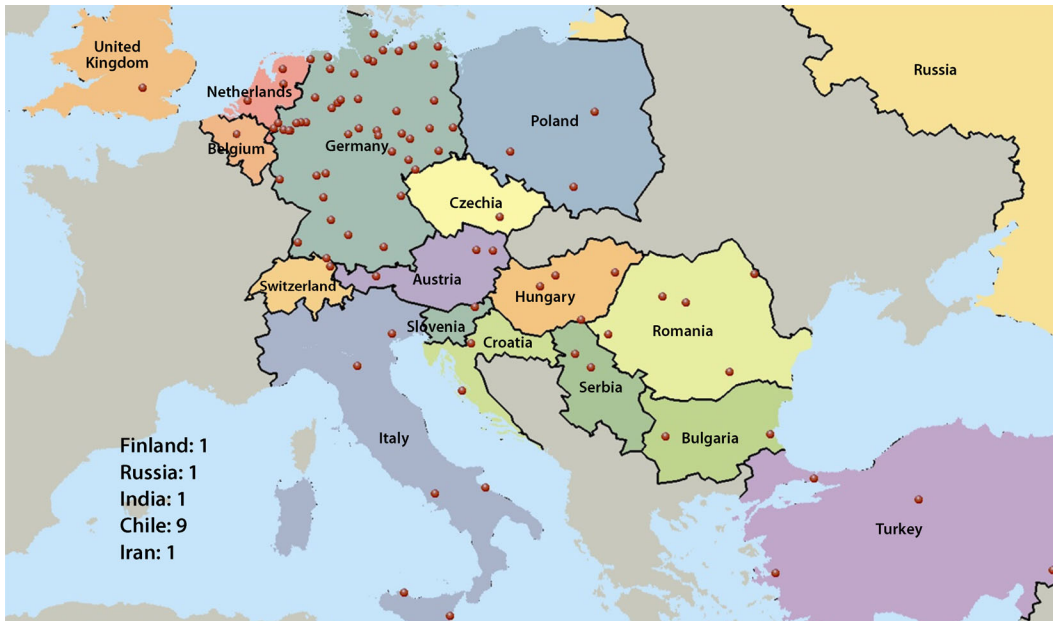 United
Kingdom
Russia
Netherlands
Poland
Belgium
Germany
Czechia
Austria
Switzerland
Hungary
Slovenia
Croatia
Romania
Serbia
Italy
Bulgaria
Finland: 1
Russia: 1
India: 1
Chile: 9
Iran: 1
Turkey